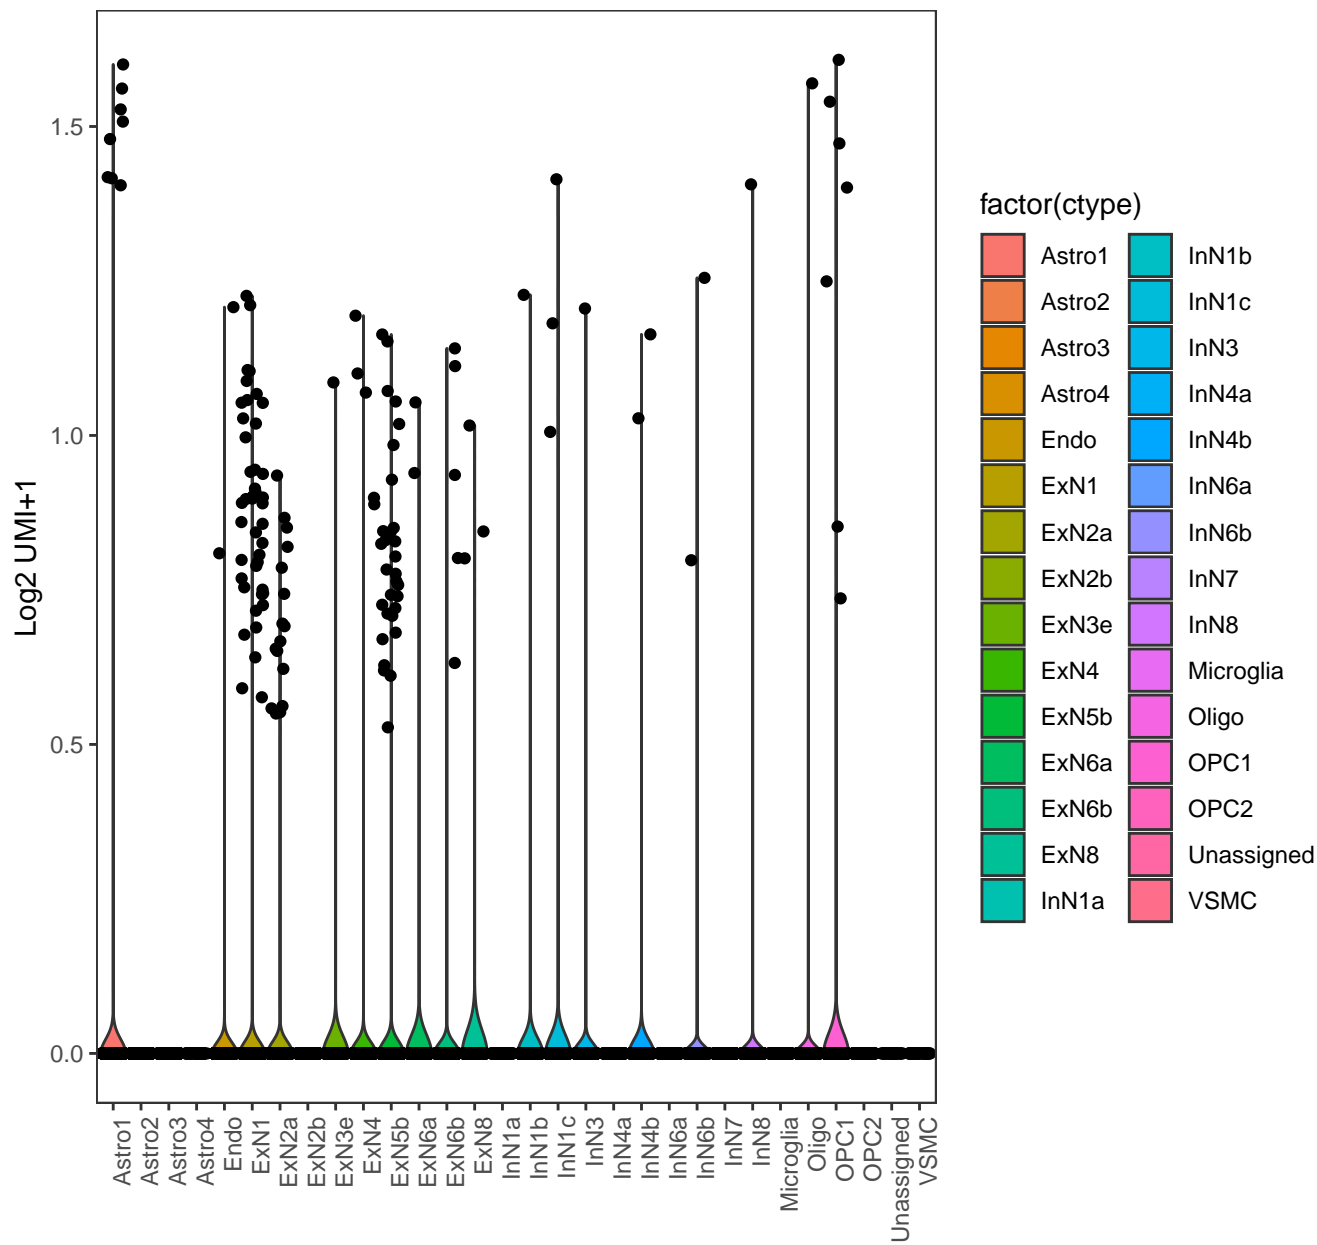 Log2 UMI+1
1.5
1.0
0.5
0.0
Astro1
Astro2
Astro3
Astro4
Endo
ExN1
ExN2a
ExN2b
ExN3e
ExN4
ExN5b
ExN6a
ExN6b
ExN8
InN1a
InN1b
InN1c
InN3
InN4a
InN4b
InN6a
InN6b
InN7
InN8
Microglia
Oligo
OPC1
OPC2
Unassigned
VSMC
factor(ctype)
Astro1
Astro2
Astro3
Astro4
Endo
ExN1
ExN2a
ExN2b
ExN3e
ExN4
ExN5b
ExN6a
ExN6b
ExN8
InN1a
InN1b
InN1c
InN3
InN4a
InN4b
InN6a
InN6b
InN7
InN8
Microglia
Oligo
OPC1
OPC2
Unassigned
VSMC